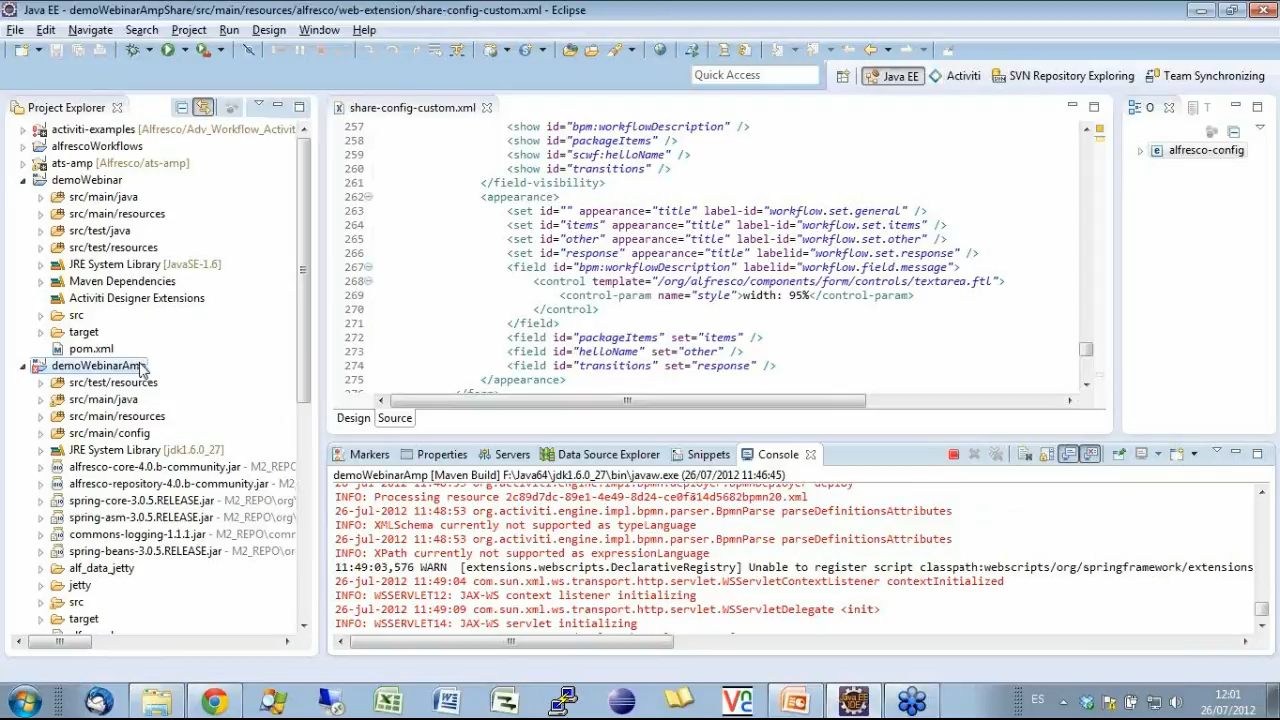 Java EE - demoWebinarAmpShare/src/main/resources/alfresco/web-extension/share-config-custom.xml - Eclipse
File Edit Navigate Search Project Run Design Window Help
Quick Access
Java EE Activiti SVN Repository Exploring Team Synchronizing
Project Explorer
activiti-examples [Alfresco/Adv_Workflow_Activit
alfrescoWorkflows
ats-amp [Alfresco/ats-amp]
demoWebinar
src/main/java
src/main/resources
src/test/java
src/test/resources
JRE System Library [JavaSE-1.6]
Maven Dependencies
Activiti Designer Extensions
src
target
pom.xml
demoWebinarAmp
src/test/resources
src/main/java
src/main/resources
src/main/config
JRE System Library [jdk1.6.0_27]
alfresco-core-4.0.b-community.jar - M2_REPO
alfresco-repository-4.0.b-community.jar - M2
spring-core-3.0.5.RELEASE.jar - M2_REPO\org
spring-asm-3.0.5.RELEASE.jar - M2_REPO\org\
commons-logging-1.1.1.jar - M2_REPO\com
spring-beans-3.0.5.RELEASE.jar - M2_REPO\or
alf_data_jetty
jetty
src
target
share-config-custom.xml
257 <show id="bpm:workflowDescription" />
258 <show id="packageItems" />
259 <show id="scwf:helloName" />
260 <show id="transitions" />
261 </field-visibility>
262 <appearance>
263 <set id="" appearance="title" label-id="workflow.set.general" />
264 <set id="items" appearance="title" label-id="workflow.set.items" />
265 <set id="other" appearance="title" label-id="workflow.set.other" />
266 <set id="response" appearance="title" labelid="workflow.set.response" />
267 <field id="bpm:workflowDescription" labelid="workflow.field.message">
268 <control template="/org/alfresco/components/form/controls/textarea.ftl">
269 <control-param name="style">width: 95%</control-param>
270 </control>
271 </field>
272 <field id="packageItems" set="items" />
273 <field id="helloName" set="other" />
274 <field id="transitions" set="response" />
275 </appearance>
276
Design Source
O T
alfresco-config
Markers Properties Servers Data Source Explorer Snippets Console
demoWebinarAmp [Maven Build] F:\Java64\jdk1.6.0_27\bin\javaw.exe (26/07/2012 11:46:45)
INFO: Processing resource 2c89d7dc-89e1-4e49-8d24-ce0f814d5682bpmn20.xml
26-jul-2012 11:48:53 org.activiti.engine.impl.bpmn.parser.BpmnParse parseDefinitionsAttributes
INFO: XMLSchema currently not supported as typeLanguage
26-jul-2012 11:48:53 org.activiti.engine.impl.bpmn.parser.BpmnParse parseDefinitionsAttributes
INFO: XPath currently not supported as expressionLanguage
11:49:03,576 WARN [extensions.webscripts.DeclarativeRegistry] Unable to register script classpath:webscripts/org/springframework/extensions
26-jul-2012 11:49:04 com.sun.xml.ws.transport.http.servlet.WSServletContextListener contextInitialized
INFO: WSSERVLET12: JAX-WS context listener initializing
26-jul-2012 11:49:09 com.sun.xml.ws.transport.http.servlet.WSServletDelegate <init>
INFO: WSSERVLET14: JAX-WS servlet initializing
ES
12:01
26/07/2012